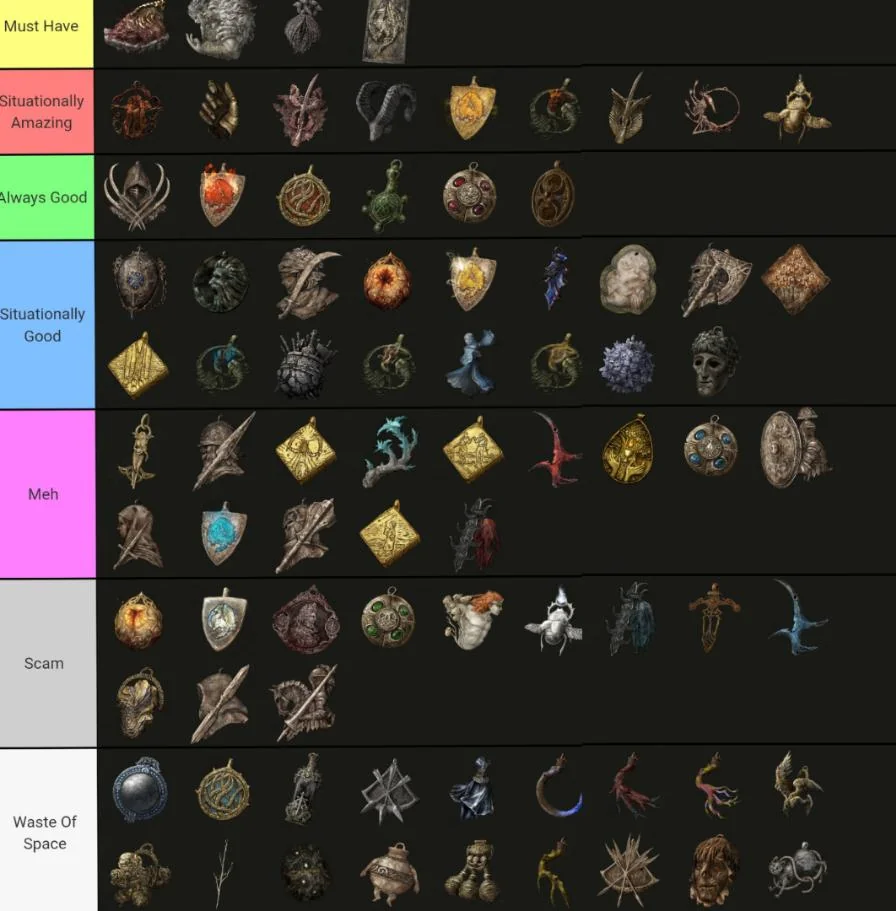 Must Have
Situationally
Amazing
Always Good
Situationally
Good
Meh
Scam
Waste Of
Space